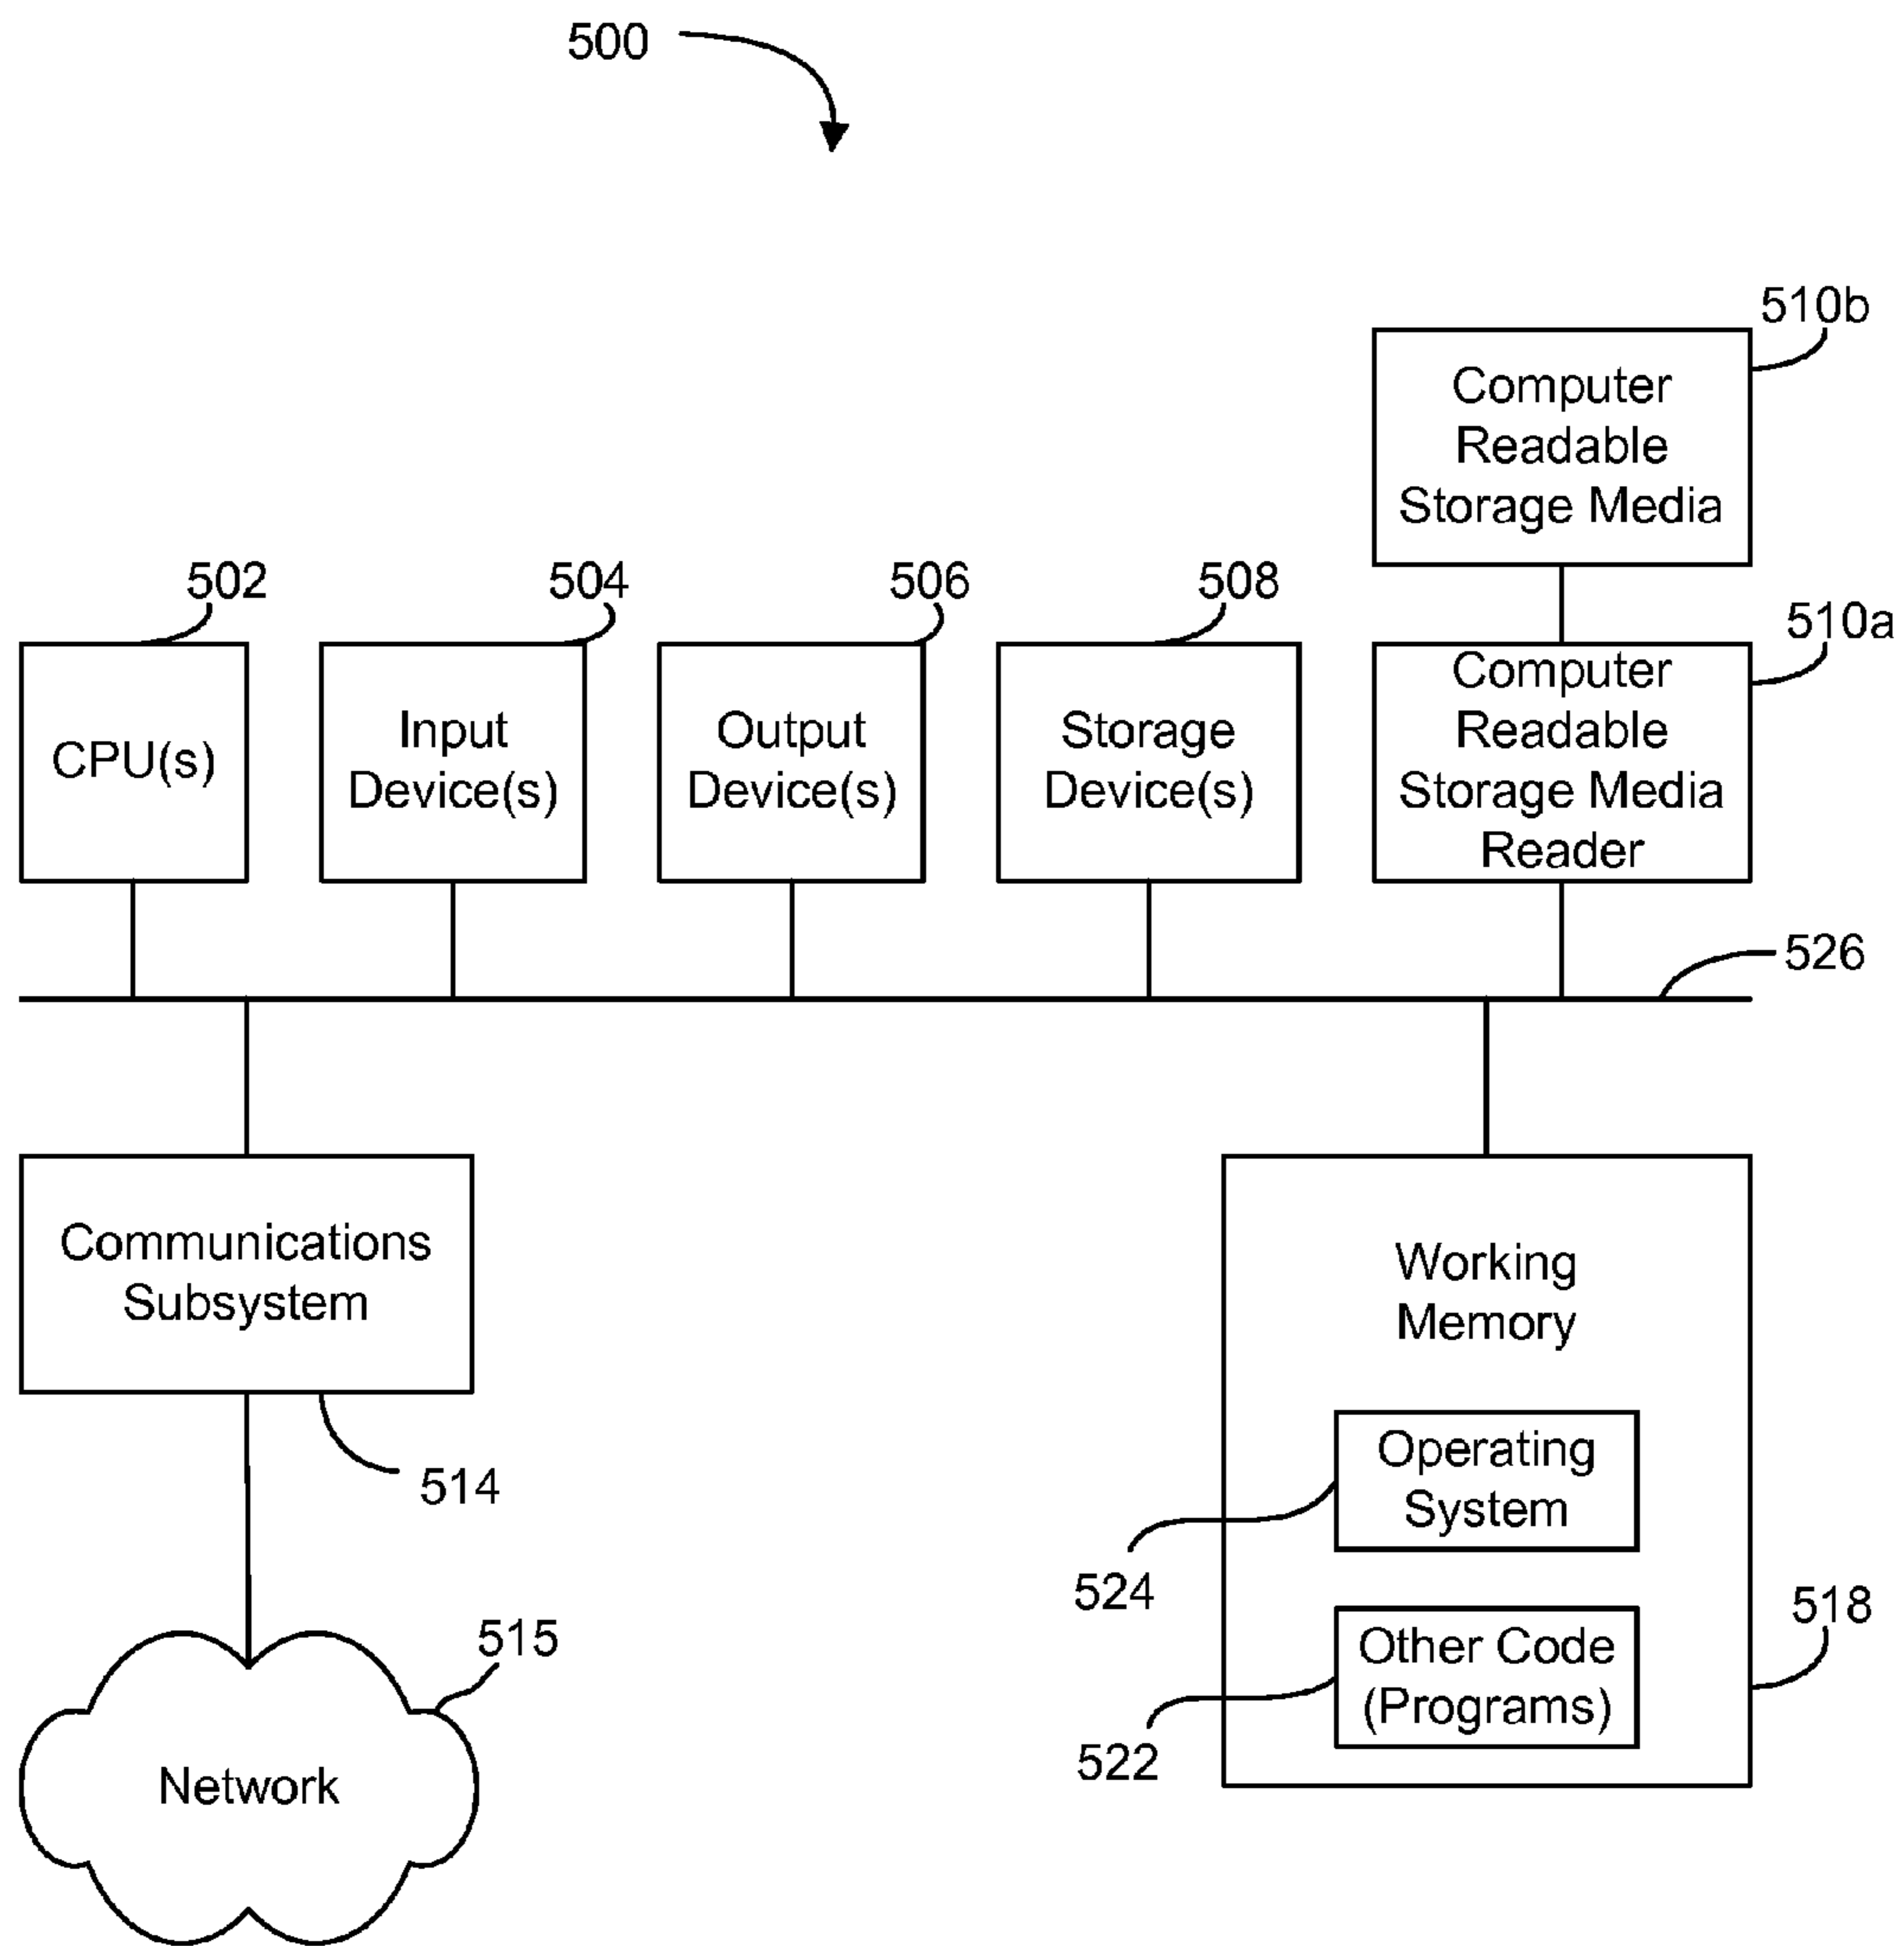 500
510b
Computer
Readable
Storage Media
502
504
506
508
510a
CPU(s)
Input
Device(s)
Output
Device(s)
Storage
Device(s)
Computer
Readable
Storage Media
Reader
526
Communications
Subsystem
514
Working
Memory
Operating
System
524
Other Code
(Programs)
522
518
515
Network